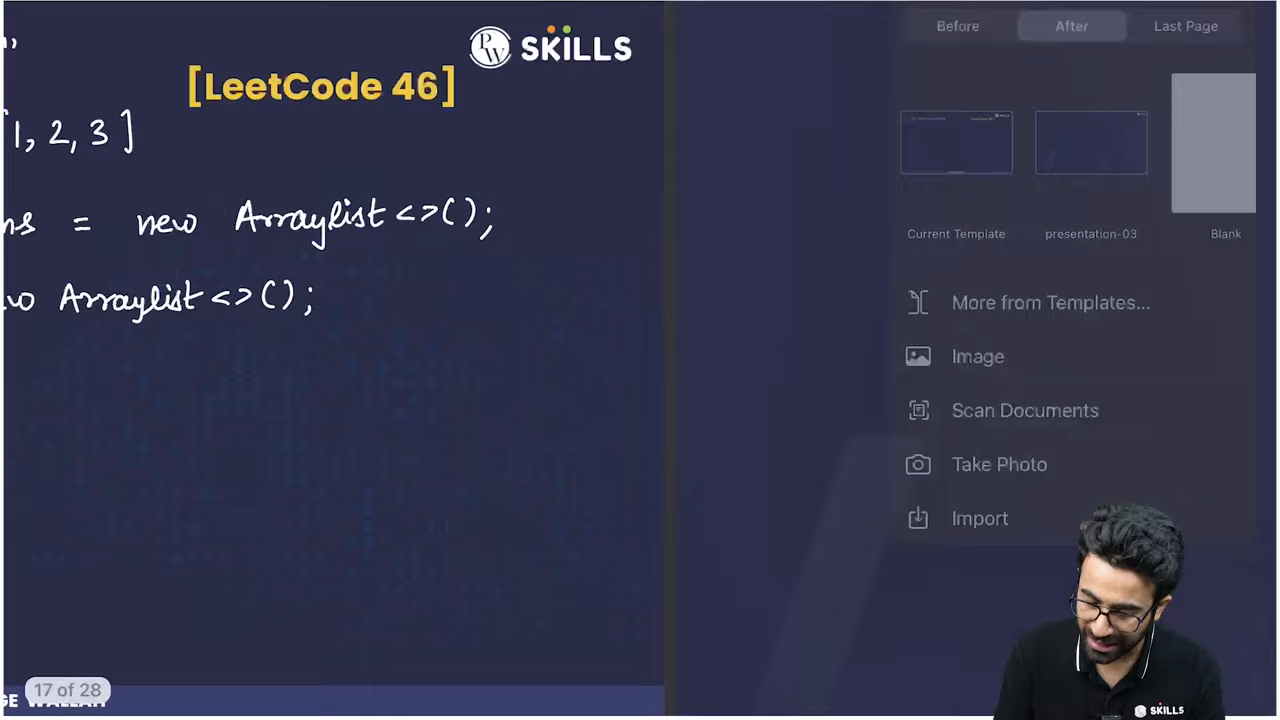 PW SKILLS
[LeetCode 46]
1, 2, 3 ]
= new Arraylist<>();
Arraylist<>();
17 of 28
Before After Last Page
Current Template presentation-03 Blank
More from Templates...
Image
Scan Documents
Take Photo
Import
SKILLS